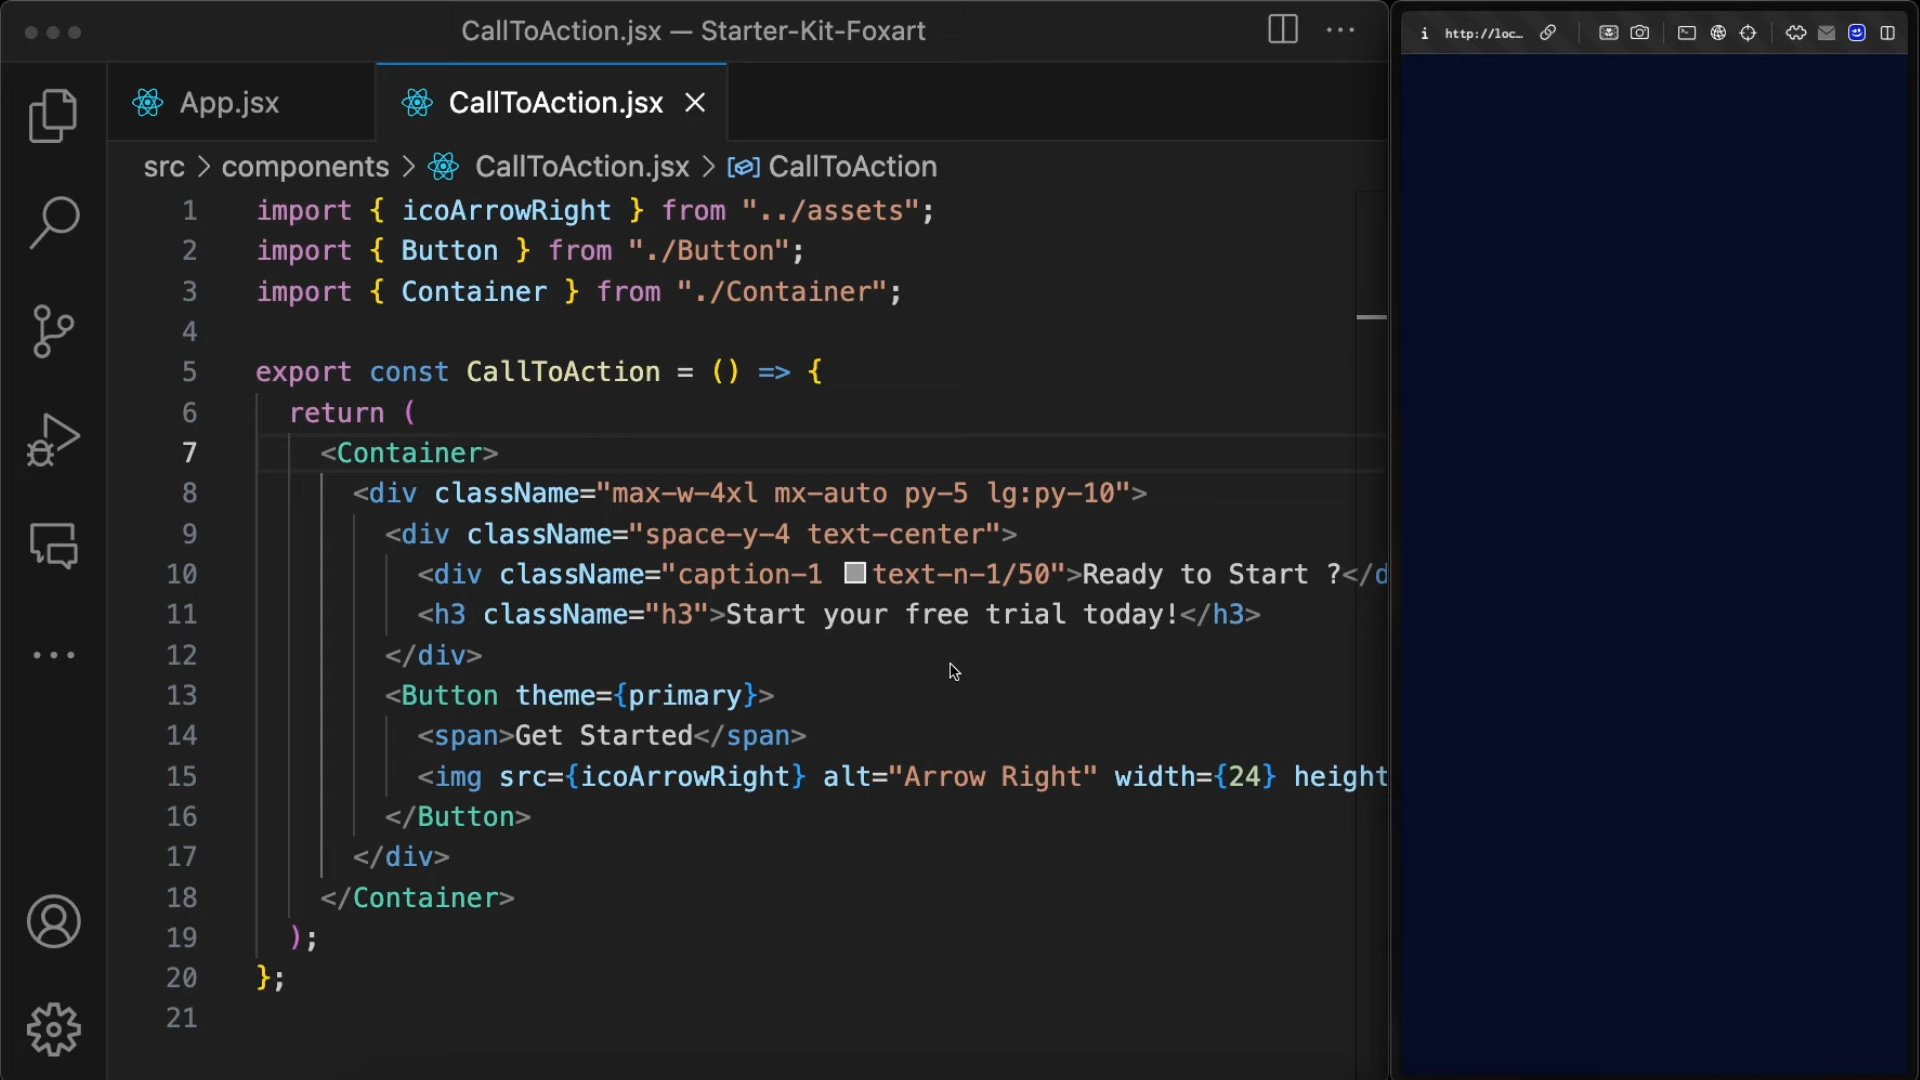 CallToAction.jsx — Starter-Kit-Foxart
App.jsx
CallToAction.jsx
src > components > CallToAction.jsx > CallToAction
1 import { icoArrowRight } from "../assets";
2 import { Button } from "./Button";
3 import { Container } from "./Container";
4
5 export const CallToAction = () => {
6 return (
7 <Container>
8 <div className="max-w-4xl mx-auto py-5 lg:py-10">
9 <div className="space-y-4 text-center">
10 <div className="caption-1 text-n-1/50">Ready to Start ?</d
11 <h3 className="h3">Start your free trial today!</h3>
12 </div>
13 <Button theme={primary}>
14 <span>Get Started</span>
15 <img src={icoArrowRight} alt="Arrow Right" width={24} height
16 </Button>
17 </div>
18 </Container>
19 );
20 };
21
http://loc…